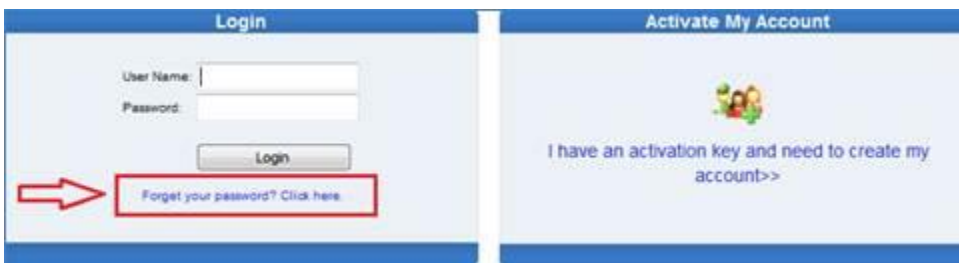 Login
User Name:
Password:
Login
Forget your password? Click here.
Activate My Account
I have an activation key and need to create my
account>>